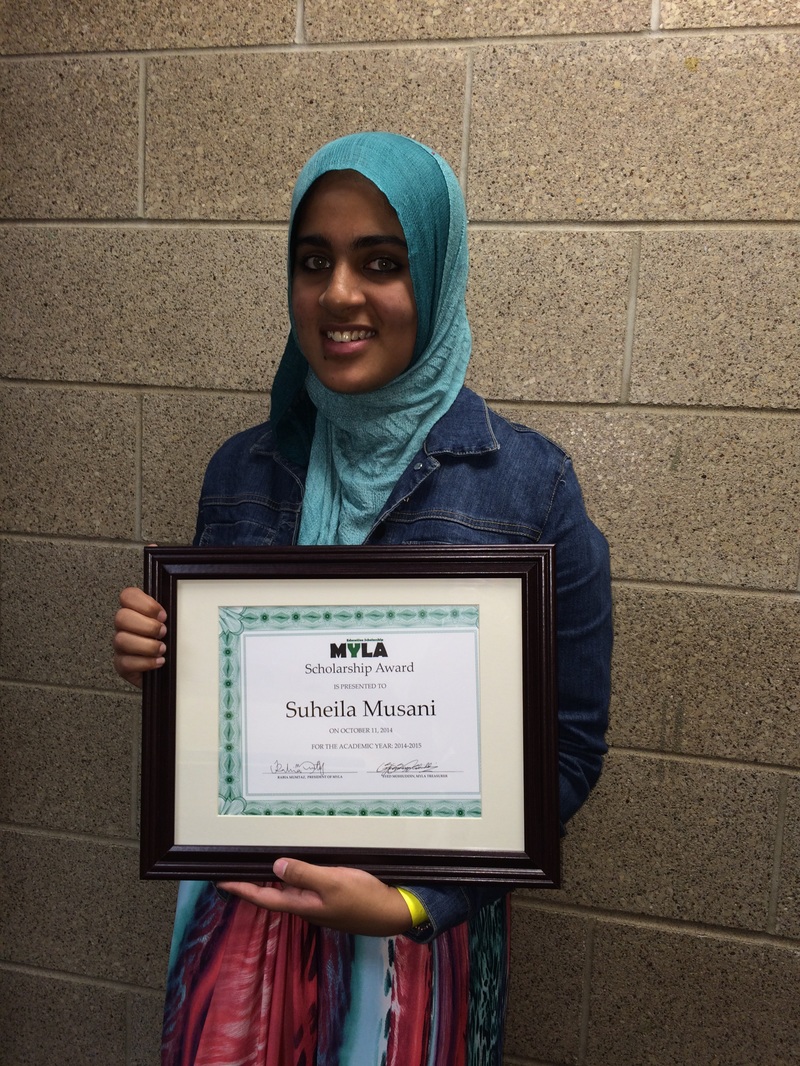 Education Scholarship
MYLA
Scholarship Award
IS PRESENTED TO
Suheila Musani
ON OCTOBER 11, 2014
FOR THE ACADEMIC YEAR: 2014-2015
PRESIDENT OF MYLA
MYLA TREASURER